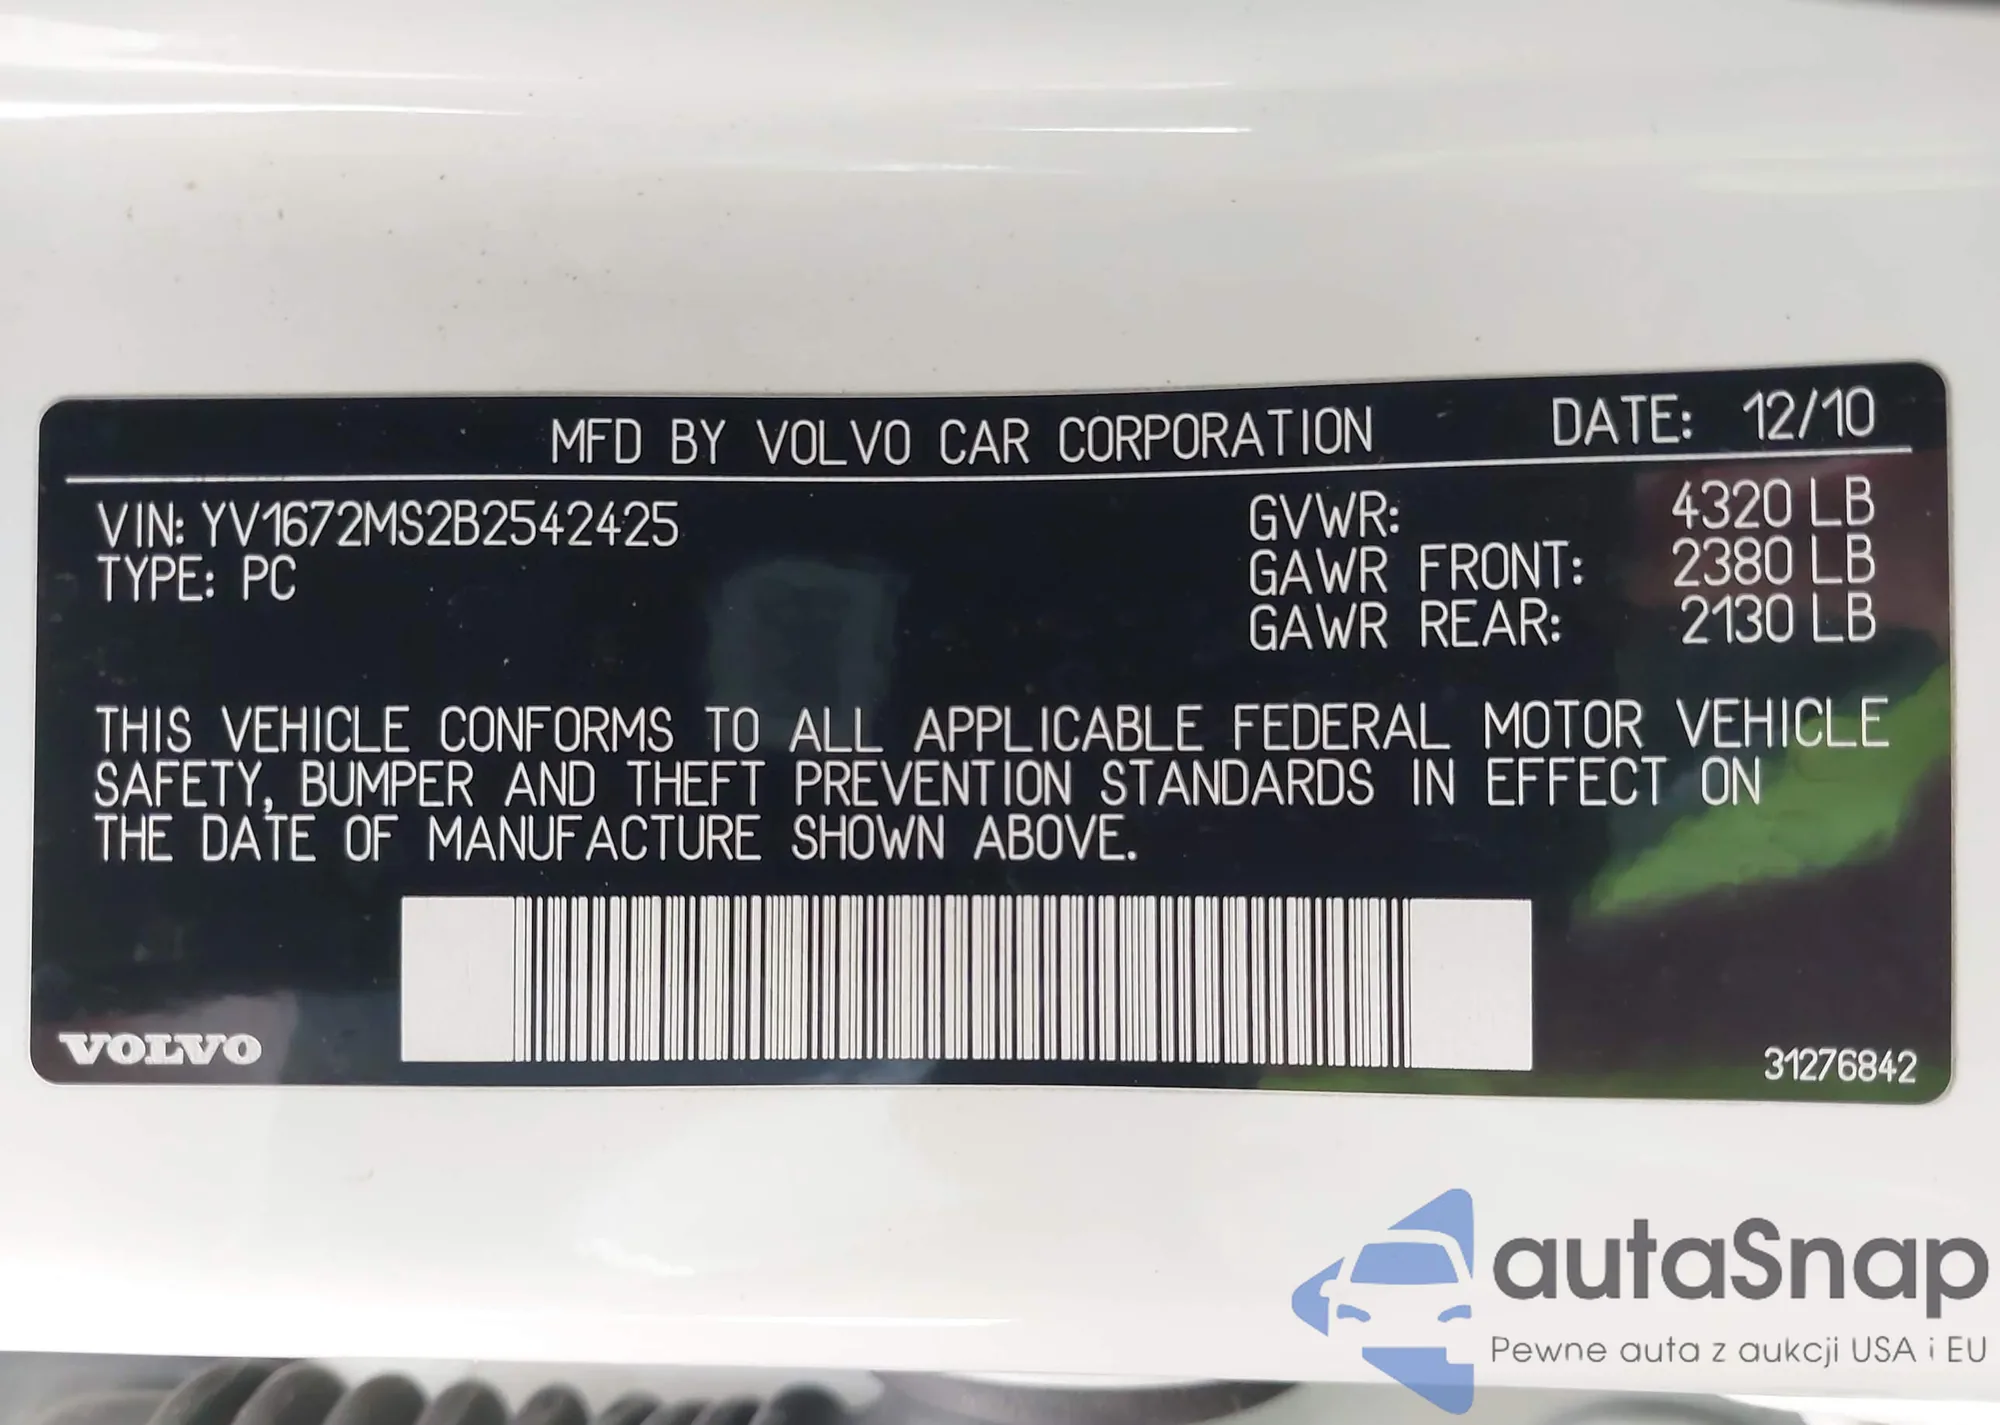 MFD BY VOLVO CAR CORPORATION DATE: 12/10
VIN: YV1672MS2B2542425 GVWR: 4320 LB
TYPE: PC GAWR FRONT: 2380 LB
GAWR REAR: 2130 LB
THIS VEHICLE CONFORMS TO ALL APPLICABLE FEDERAL MOTOR VEHICLE
SAFETY, BUMPER AND THEFT PREVENTION STANDARDS IN EFFECT ON
THE DATE OF MANUFACTURE SHOWN ABOVE.
VOLVO
31276842
autaSnap
Pewne auta z aukcji USA i EU